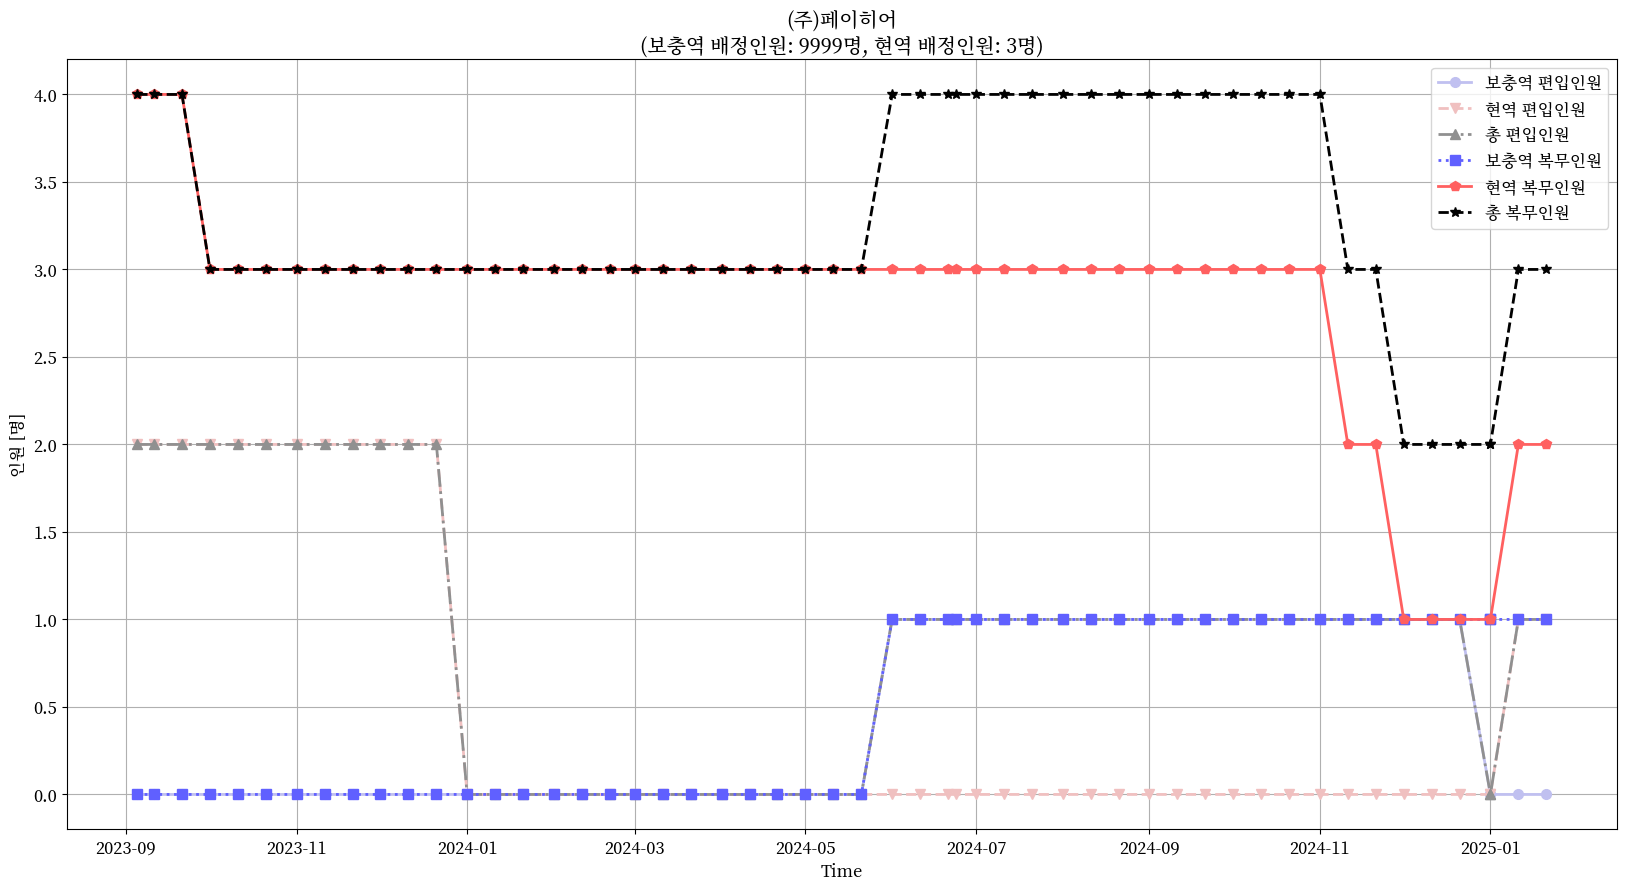 (주)페이히어
(보충역 배정인원: 9999명, 현역 배정인원: 3명)
보충역 편입인원
현역 편입인원
총 편입인원
보충역 복무인원
현역 복무인원
총 복무인원
4.0
3.5
3.0
2.5
2.0
1.5
1.0
0.5
0.0
인원 [명]
2023-09 2023-11 2024-01 2024-03 2024-05 2024-07 2024-09 2024-11 2025-01
Time